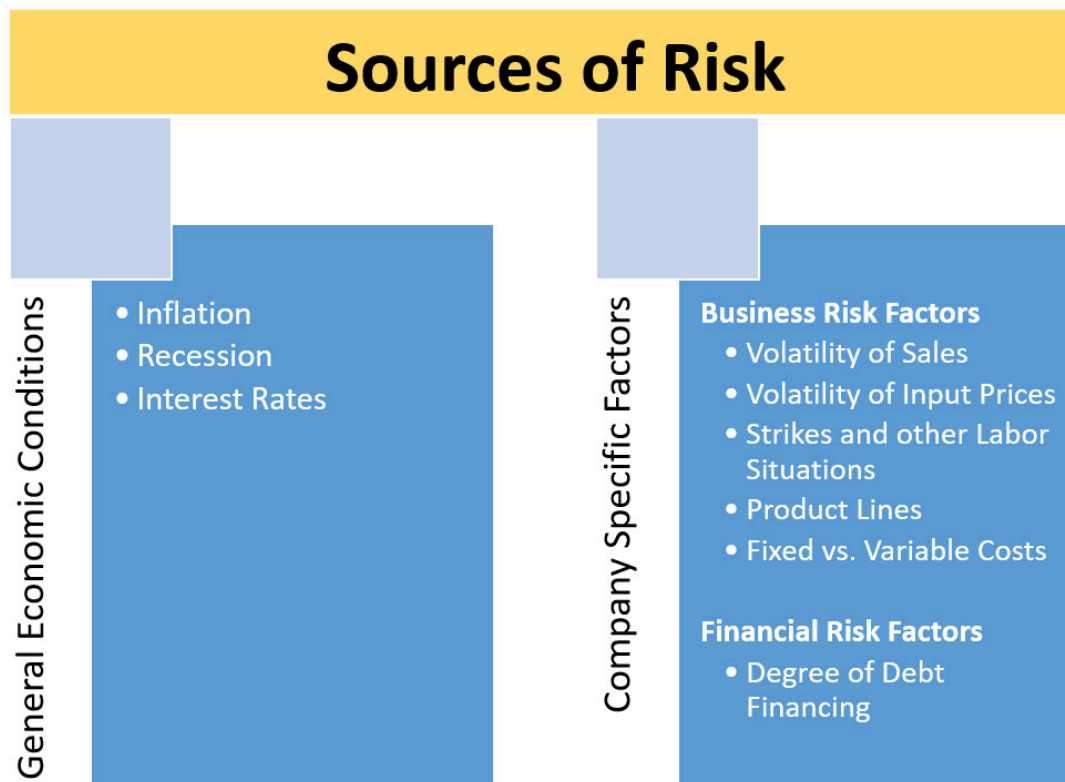 Sources of Risk
General Economic Conditions
• Inflation
• Recession
• Interest Rates
Company Specific Factors
Business Risk Factors
• Volatility of Sales
• Volatility of Input Prices
• Strikes and other Labor
Situations
• Product Lines
• Fixed vs. Variable Costs
Financial Risk Factors
• Degree of Debt
Financing